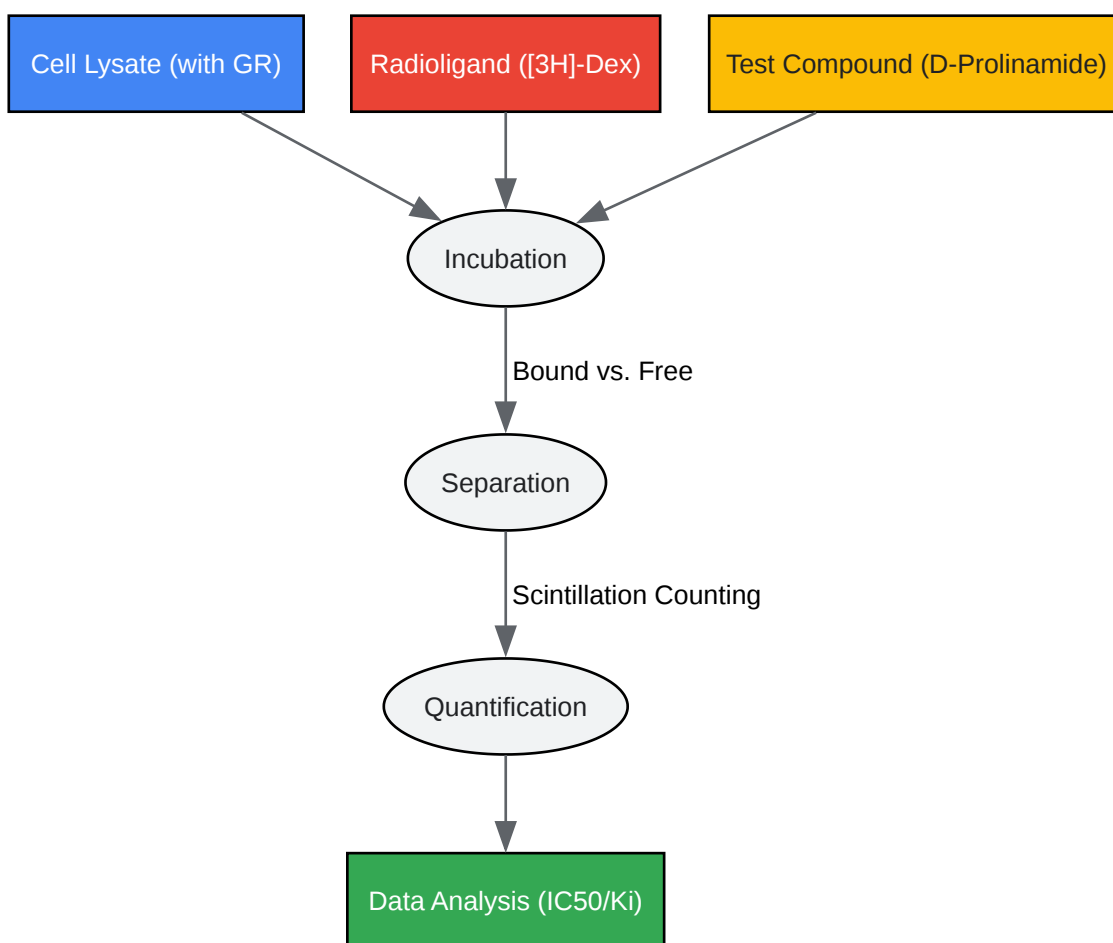 Cell Lysate (with GR)
Radioligand ([3H]-Dex)
Test Compound (D-Prolinamide)
Incubation
Bound vs. Free
Separation
Scintillation Counting
Quantification
Data Analysis (IC50/Ki)